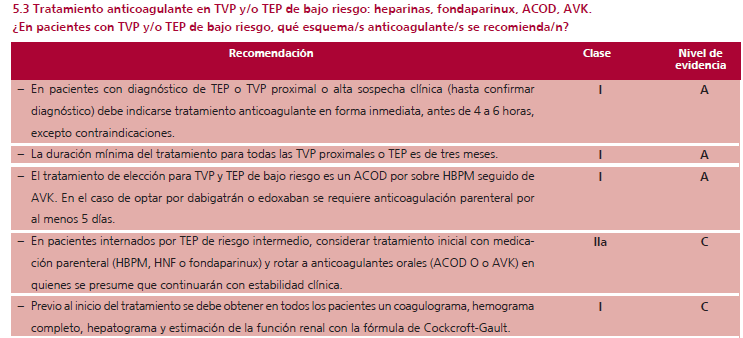 5.3 Tratamiento anticoagulante en TVP y/o TEP de bajo riesgo: heparinas, fondaparinux, ACOD, AVK.
¿En pacientes con TVP y/o TEP de bajo riesgo, qué esquema/s anticoagulante/s se recomienda/n?
Recomendación Clase Nivel de evidencia
– En pacientes con diagnóstico de TEP o TVP proximal o alta sospecha clínica (hasta confirmar I A
diagnóstico) debe indicarse tratamiento anticoagulante en forma inmediata, antes de 4 a 6 horas,
excepto contraindicaciones.
– La duración mínima del tratamiento para todas las TVP proximales o TEP es de tres meses. I A
– El tratamiento de elección para TVP y TEP de bajo riesgo es un ACOD por sobre HBPM seguido de I A
AVK. En el caso de optar por dabigatrán o edoxaban se requiere anticoagulación parenteral por
al menos 5 días.
– En pacientes internados por TEP de riesgo intermedio, considerar tratamiento inicial con medica- IIa C
ción parenteral (HBPM, HNF o fondaparinux) y rotar a anticoagulantes orales (ACOD O o AVK) en
quienes se presume que continuarán con estabilidad clínica.
– Previo al inicio del tratamiento se debe obtener en todos los pacientes un coagulograma, hemograma I C
completo, hepatograma y estimación de la función renal con la fórmula de Cockcroft-Gault.